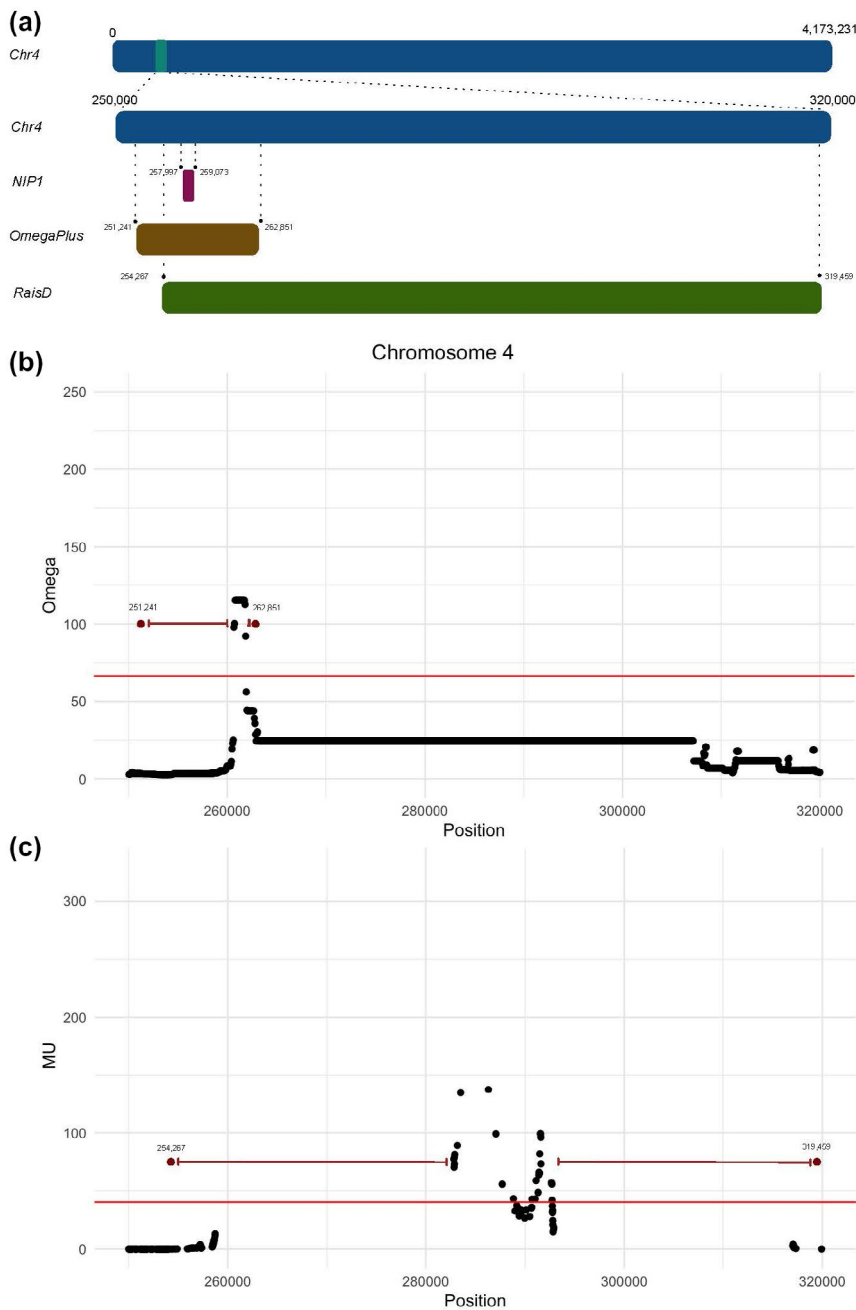 (a)
0 4,173,231
Chr4
250,000 320,000
Chr4
257,997 259,073
NIP1
251,241 262,851
OmegaPlus
254,267 319,459
RaisD
(b) Chromosome 4
250
200
150
251,241 262,851
100
50
0
Omega
260000 280000 300000 320000
Position
(c)
300
200
100
254,267 319,459
0
MU
260000 280000 300000 320000
Position